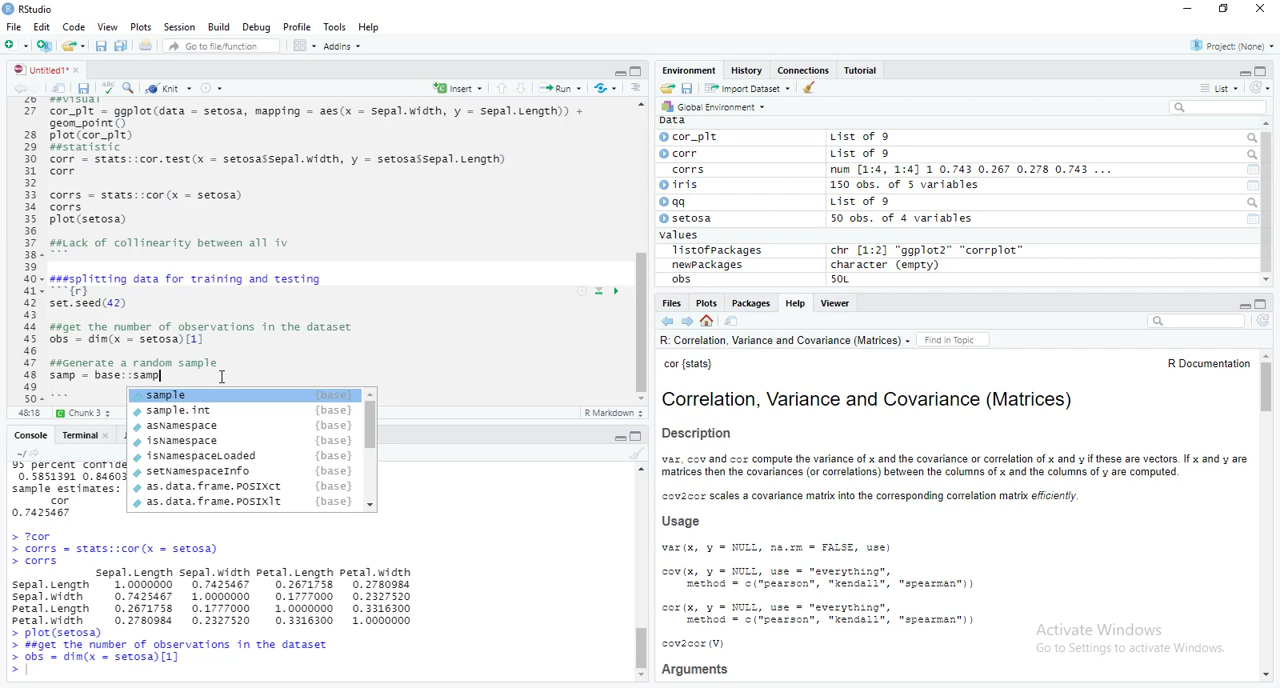 RStudio
File Edit Code View Plots Session Build Debug Profile Tools Help
Go to file/function Addins Project: (None)
Untitled1*
Knit Insert Run
26 ##visual
27 cor_plt = ggplot(data = setosa, mapping = aes(x = Sepal.Width, y = Sepal.Length)) +
geom_point()
28 plot(cor_plt)
29 ##statistic
30 corr = stats::cor.test(x = setosa$Sepal.Width, y = setosa$Sepal.Length)
31 corr
32
33 corrs = stats::cor(x = setosa)
34 corrs
35 plot(setosa)
36
37 ##Lack of collinearity between all iv
38 ```
39
40 ###splitting data for training and testing
41 ```{r}
42 set.seed(42)
43
44 ##get the number of observations in the dataset
45 obs = dim(x = setosa)[1]
46
47 ##Generate a random sample
48 samp = base::samp
49
50 ```
sample {base}
sample.int {base}
asNamespace {base}
isNamespace {base}
isNamespaceLoaded {base}
setNamespaceInfo {base}
as.data.frame.POSIXct {base}
as.data.frame.POSIXlt {base}
48:18 Chunk 3 R Markdown
Console Terminal
~/
95 percent confide
0.5851391 0.84603
sample estimates:
cor
0.7425467
> ?cor
> corrs = stats::cor(x = setosa)
> corrs
Sepal.Length Sepal.Width Petal.Length Petal.Width
Sepal.Length 1.0000000 0.7425467 0.2671758 0.2780984
Sepal.Width 0.7425467 1.0000000 0.1777000 0.2327520
Petal.Length 0.2671758 0.1777000 1.0000000 0.3316300
Petal.Width 0.2780984 0.2327520 0.3316300 1.0000000
> plot(setosa)
> ##get the number of observations in the dataset
> obs = dim(x = setosa)[1]
>
Environment History Connections Tutorial
Import Dataset List
Global Environment
Data
cor_plt List of 9
corr List of 9
corrs num [1:4, 1:4] 1 0.743 0.267 0.278 0.743 ...
iris 150 obs. of 5 variables
qq List of 9
setosa 50 obs. of 4 variables
Values
listOfPackages chr [1:2] "ggplot2" "corrplot"
newPackages character (empty)
obs 50L
Files Plots Packages Help Viewer
R: Correlation, Variance and Covariance (Matrices) Find in Topic
cor {stats} R Documentation
Correlation, Variance and Covariance (Matrices)
Description
var, cov and cor compute the variance of x and the covariance or correlation of x and y if these are vectors. If x and y are
matrices then the covariances (or correlations) between the columns of x and the columns of y are computed.
cov2cor scales a covariance matrix into the corresponding correlation matrix efficiently.
Usage
var(x, y = NULL, na.rm = FALSE, use)
cov(x, y = NULL, use = "everything",
method = c("pearson", "kendall", "spearman"))
cor(x, y = NULL, use = "everything",
method = c("pearson", "kendall", "spearman"))
cov2cor(V)
Arguments
Activate Windows
Go to Settings to activate Windows.